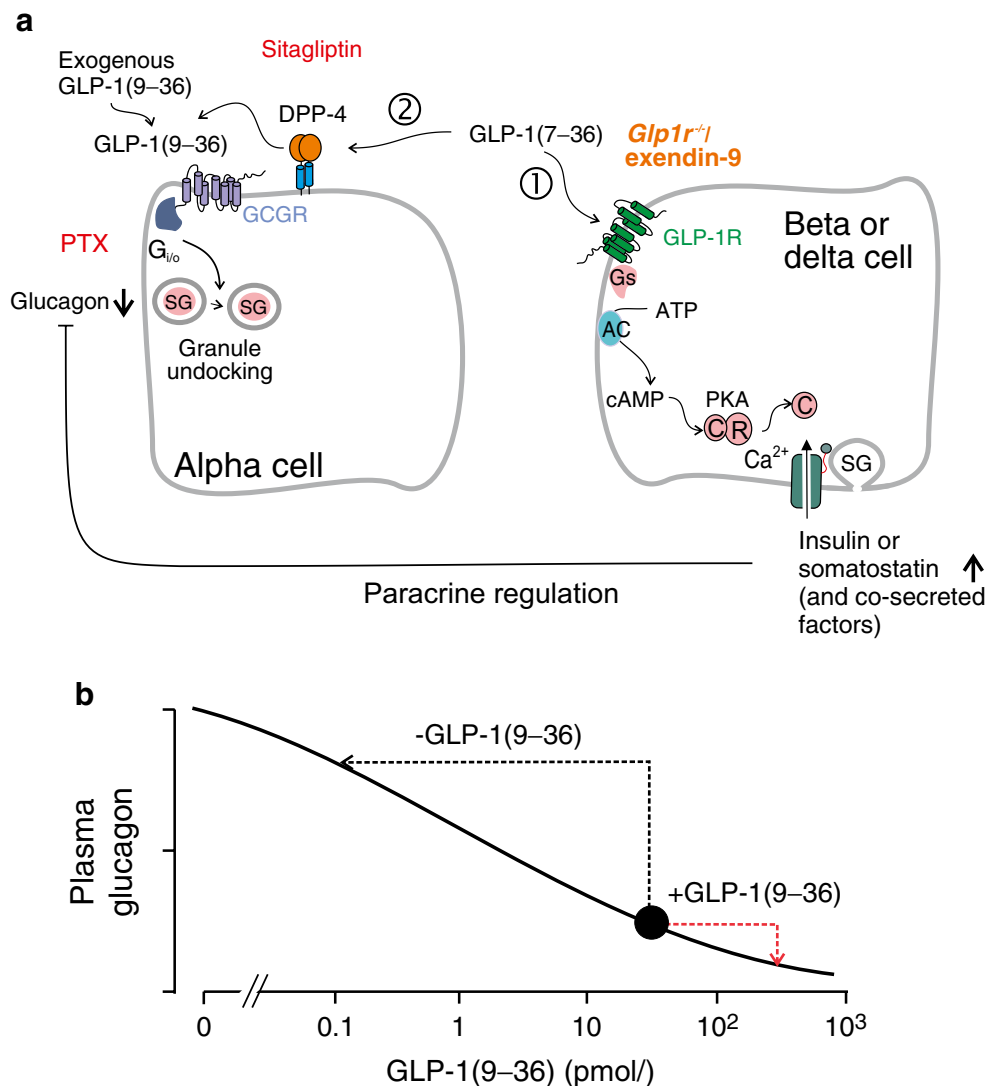 a
Exogenous
GLP-1(9–36)
Sitagliptin
GLP-1(9–36)
DPP-4
②
GLP-1(7–36)
Glp1r-/-/
exendin-9
①
GCGR
GLP-1R
Beta or
delta cell
PTX
Gi/o
Gs
Glucagon
SG
SG
AC
ATP
Granule
undocking
cAMP
PKA
C
R
C
Alpha cell
Ca2+
SG
Insulin or
somatostatin
(and co-secreted
factors)
Paracrine regulation
b
-GLP-1(9–36)
+GLP-1(9–36)
Plasma
glucagon
0
0.1
1
10
10²
10³
GLP-1(9–36) (pmol/)